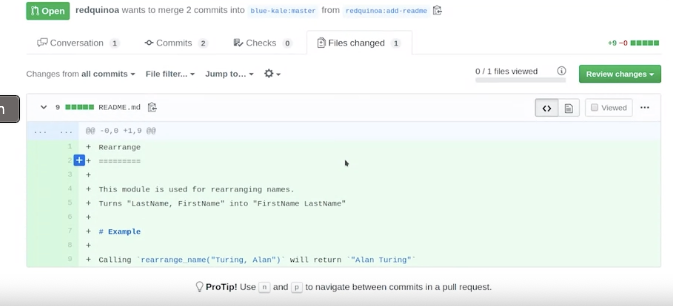 Open redquinoa wants to merge 2 commits into blue-kale:master from redquinoa:add-readme
Conversation 1 Commits 2 Checks 0 Files changed 1 +9 −0
Changes from all commits File filter... Jump to... 0 / 1 files viewed Review changes
n
9 README.md <> Viewed ...
... ... @@ -0,0 +1,9 @@
1 + Rearrange
2 + =========
3 +
4 + This module is used for rearranging names.
5 + Turns "LastName, FirstName" into "FirstName LastName"
6 +
7 + # Example
8 +
9 + Calling `rearrange_name("Turing, Alan")` will return `"Alan Turing"`
ProTip! Use n and p to navigate between commits in a pull request.